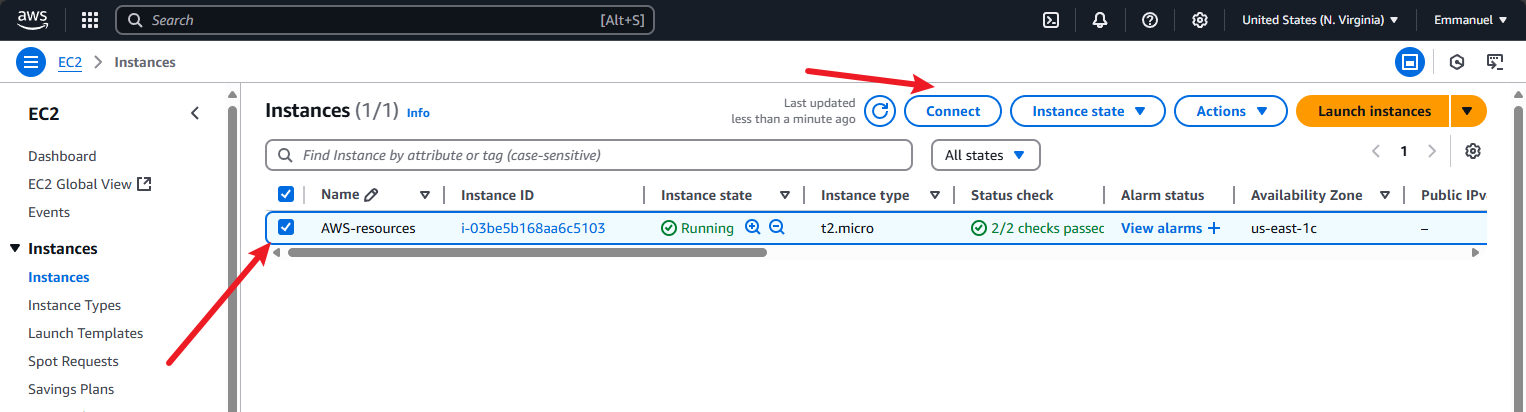 aws Search [Alt+S] United States (N. Virginia) Emmanuel
EC2 Instances
EC2
Dashboard
EC2 Global View
Events
Instances
Instances
Instance Types
Launch Templates
Spot Requests
Savings Plans
Instances (1/1) Info
Last updated
less than a minute ago
Connect Instance state Actions Launch instances
Find Instance by attribute or tag (case-sensitive) All states 1
Name Instance ID Instance state Instance type Status check Alarm status Availability Zone Public IPv
AWS-resources i-03be5b168aa6c5103 Running t2.micro 2/2 checks passec View alarms + us-east-1c –